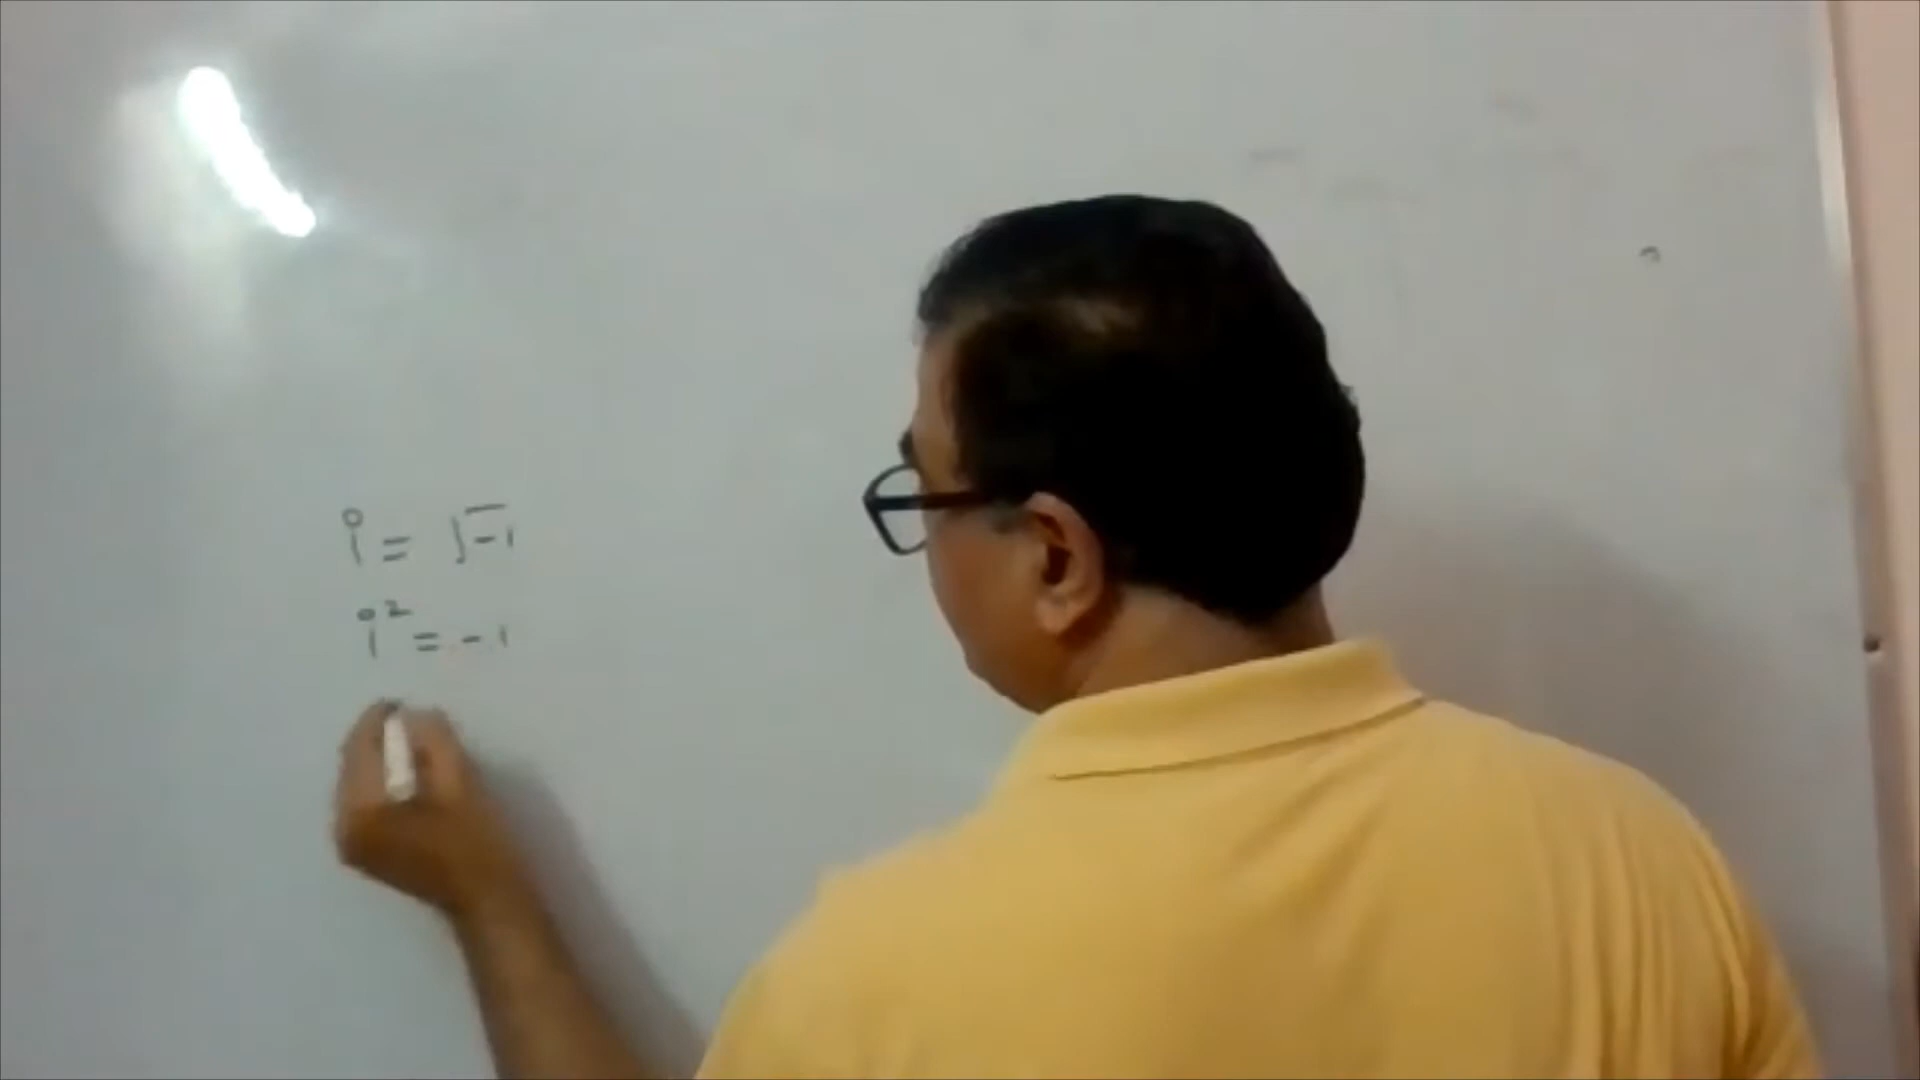 i = √-1
i² = -1